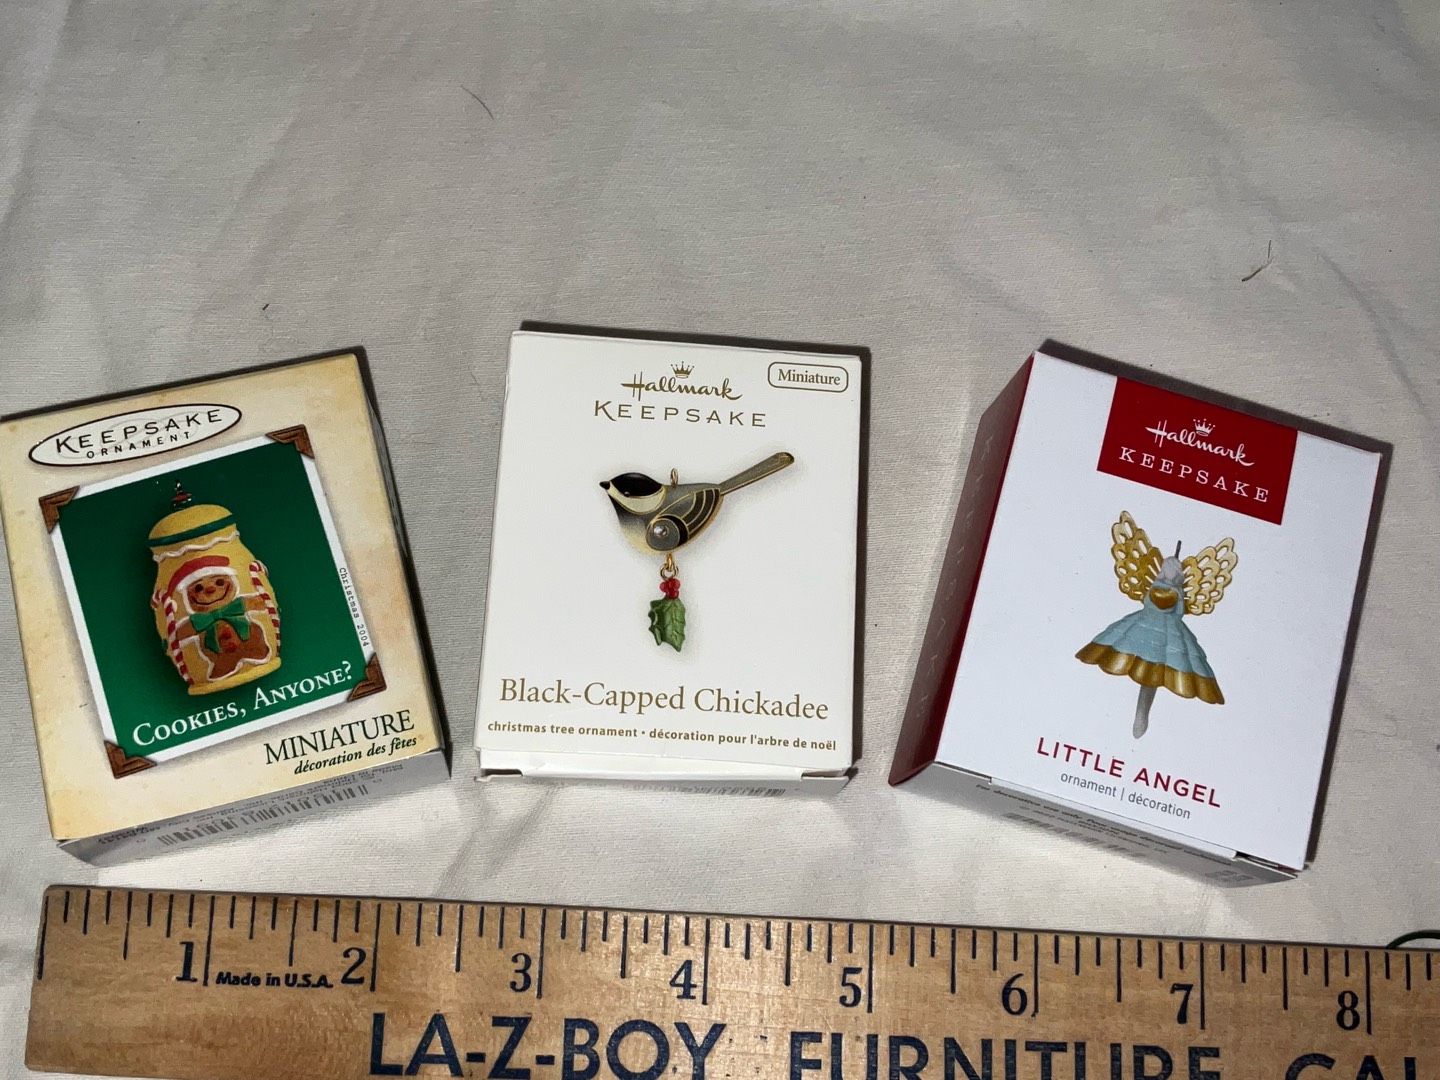 KEEPSAKE
ORNAMENT
Christmas 2004
COOKIES, ANYONE?
MINIATURE
décoration des fêtes
Hallmark
KEEPSAKE
Miniature
Black-Capped Chickadee
christmas tree ornament • décoration pour l'arbre de noël
Hallmark
KEEPSAKE
LITTLE ANGEL
ornament | décoration
1 2 3 4 5 6 7 8
Made in U.S.A.
LA-Z-BOY FURNITURE GAL